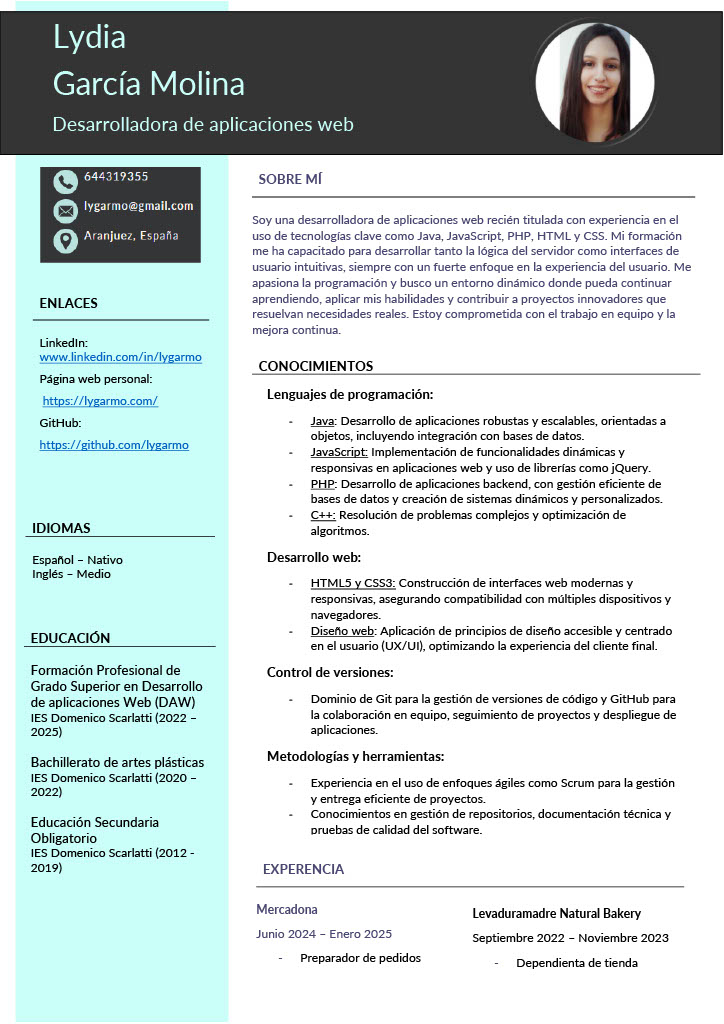 Lydia
García Molina
Desarrolladora de aplicaciones web
644319355
lygarmo@gmail.com
Aranjuez, España
ENLACES
LinkedIn:
www.linkedin.com/in/lygarmo
Página web personal:
https://lygarmo.com/
GitHub:
https://github.com/lygarmo
IDIOMAS
Español – Nativo
Inglés – Medio
EDUCACIÓN
Formación Profesional de
Grado Superior en Desarrollo
de aplicaciones Web (DAW)
IES Domenico Scarlatti (2022 –
2025)
Bachillerato de artes plásticas
IES Domenico Scarlatti (2020 –
2022)
Educación Secundaria
Obligatorio
IES Domenico Scarlatti (2012 -
2019)
SOBRE MÍ
Soy una desarrolladora de aplicaciones web recién titulada con experiencia en el
uso de tecnologías clave como Java, JavaScript, PHP, HTML y CSS. Mi formación
me ha capacitado para desarrollar tanto la lógica del servidor como interfaces de
usuario intuitivas, siempre con un fuerte enfoque en la experiencia del usuario. Me
apasiona la programación y busco un entorno dinámico donde pueda continuar
aprendiendo, aplicar mis habilidades y contribuir a proyectos innovadores que
resuelvan necesidades reales. Estoy comprometida con el trabajo en equipo y la
mejora continua.
CONOCIMIENTOS
Lenguajes de programación:
- Java: Desarrollo de aplicaciones robustas y escalables, orientadas a
objetos, incluyendo integración con bases de datos.
- JavaScript: Implementación de funcionalidades dinámicas y
responsivas en aplicaciones web y uso de librerías como jQuery.
- PHP: Desarrollo de aplicaciones backend, con gestión eficiente de
bases de datos y creación de sistemas dinámicos y personalizados.
- C++: Resolución de problemas complejos y optimización de
algoritmos.
Desarrollo web:
- HTML5 y CSS3: Construcción de interfaces web modernas y
responsivas, asegurando compatibilidad con múltiples dispositivos y
navegadores.
- Diseño web: Aplicación de principios de diseño accesible y centrado
en el usuario (UX/UI), optimizando la experiencia del cliente final.
Control de versiones:
- Dominio de Git para la gestión de versiones de código y GitHub para
la colaboración en equipo, seguimiento de proyectos y despliegue de
aplicaciones.
Metodologías y herramientas:
- Experiencia en el uso de enfoques ágiles como Scrum para la gestión
y entrega eficiente de proyectos.
- Conocimientos en gestión de repositorios, documentación técnica y
pruebas de calidad del software.
EXPERENCIA
Mercadona
Junio 2024 – Enero 2025
- Preparador de pedidos
Levaduramadre Natural Bakery
Septiembre 2022 – Noviembre 2023
- Dependienta de tienda